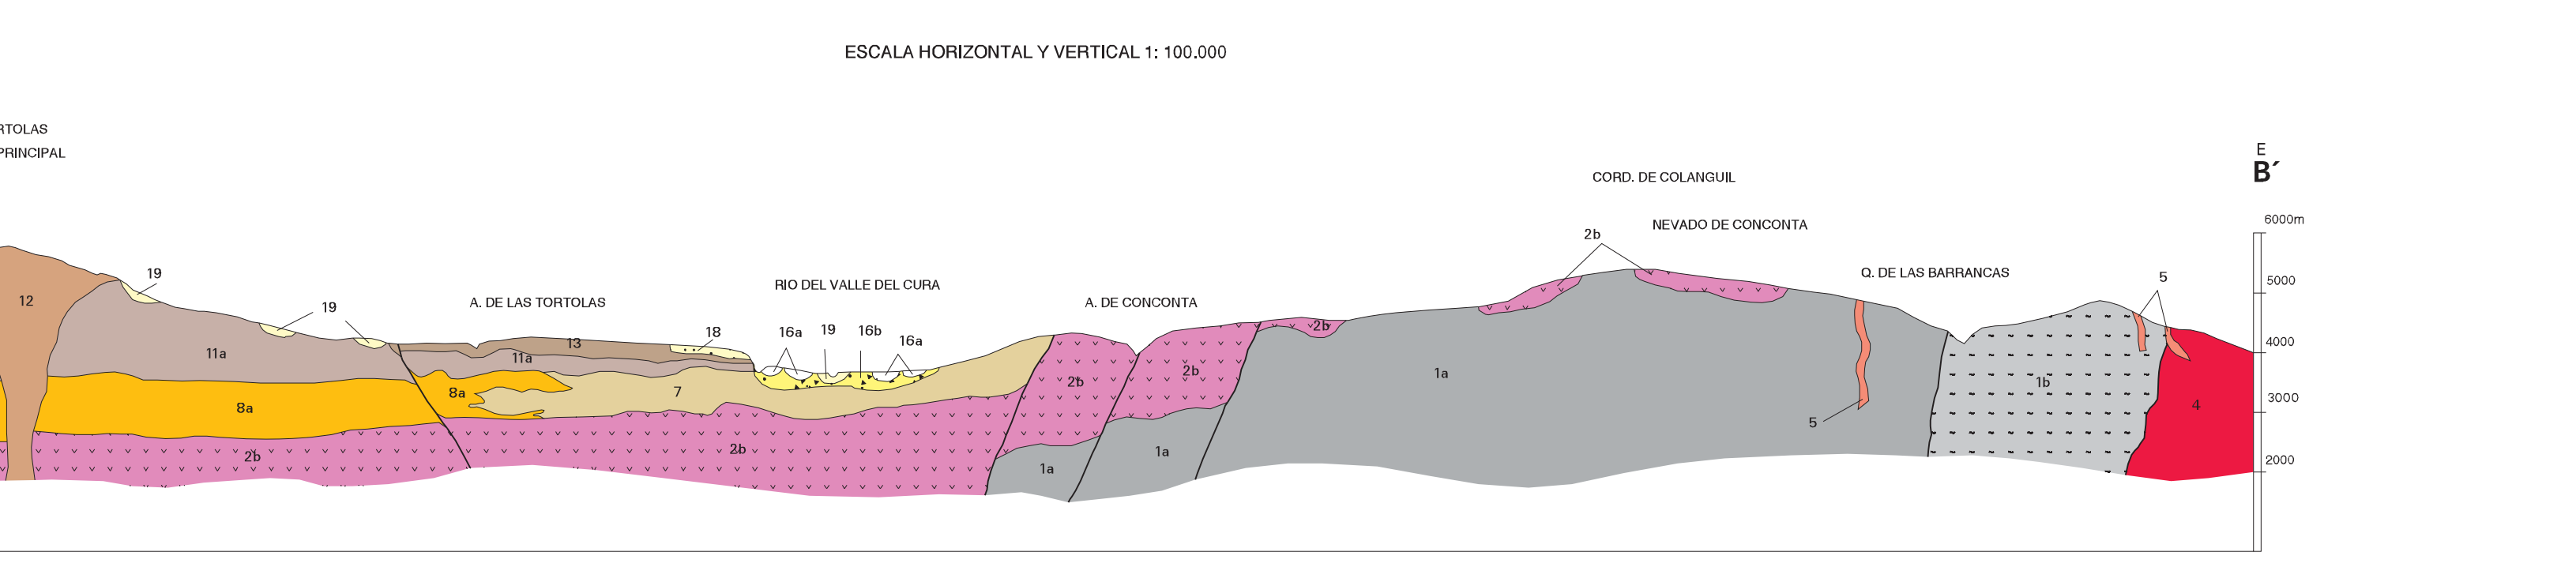 ESCALA HORIZONTAL Y VERTICAL 1: 100.000
RTOLAS
PRINCIPAL
E
B´
CORD. DE COLANGUIL
6000m
NEVADO DE CONCONTA
2b
19
Q. DE LAS BARRANCAS
5
5000
RIO DEL VALLE DEL CURA
12
19
A. DE LAS TORTOLAS
A. DE CONCONTA
18
16a
19
16b
16a
2b
4000
13
11a
11a
1a
2b
2b
1b
8a
7
3000
8a
4
5
2b
2b
1a
1a
2000